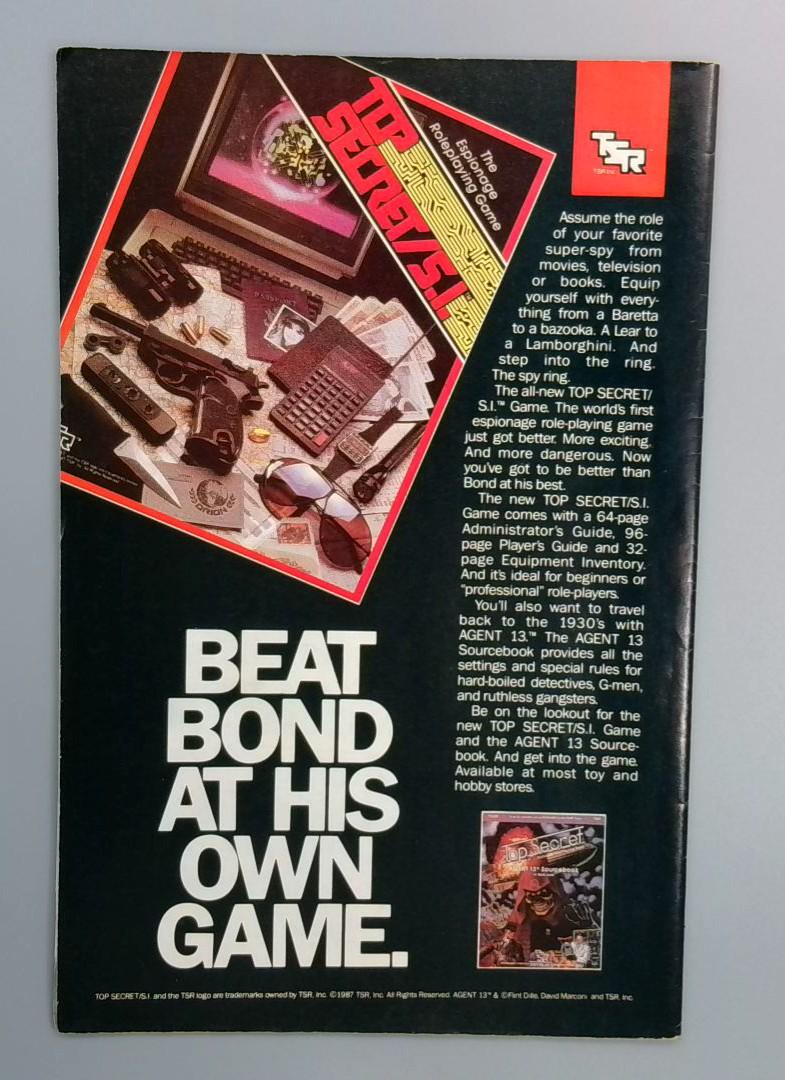 TOP
SECRET/S.I.™
The
Espionage
Roleplaying Game
TSR
TSR Inc.
ORION
Assume the role
of your favorite
super-spy from
movies, television
or books. Equip
yourself with every-
thing from a Baretta
to a bazooka. A Lear to
a Lamborghini. And
step into the ring.
The spy ring.
The all-new TOP SECRET/
S.I.™ Game. The world's first
espionage role-playing game
just got better. More exciting.
And more dangerous. Now
you've got to be better than
Bond at his best.
The new TOP SECRET/S.I.
Game comes with a 64-page
Administrator's Guide, 96-
page Player's Guide and 32-
page Equipment Inventory.
And it's ideal for beginners or
"professional" role-players.
You'll also want to travel
back to the 1930's with
AGENT 13.™ The AGENT 13
Sourcebook provides all the
settings and special rules for
hard-boiled detectives, G-men,
and ruthless gangsters.
Be on the lookout for the
new TOP SECRET/S.I. Game
and the AGENT 13 Source-
book. And get into the game.
Available at most toy and
hobby stores.
BEAT
BOND
AT HIS
OWN
GAME.
Top Secret
Sourcebook
TOP SECRET/S.I. and the TSR logo are trademarks owned by TSR, Inc. ©1987 TSR, Inc. All Rights Reserved. AGENT 13™ & ©Flint Dille, David Marconi and TSR, Inc.